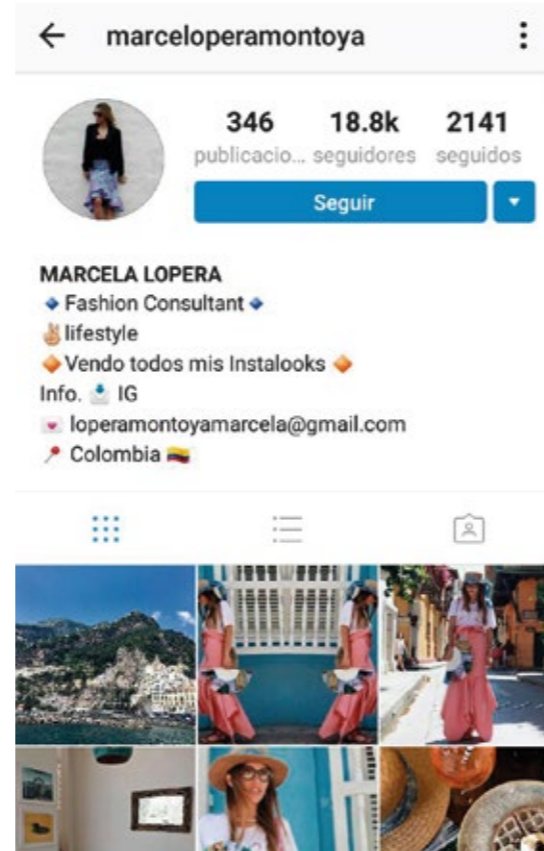 marceloperamontoya
346 18.8k 2141
publicacio... seguidores seguidos
Seguir
MARCELA LOPERA
🔹Fashion Consultant🔹
✌🏼lifestyle
🔶Vendo todos mis Instalooks 🔶
Info. 📩 IG
💌 loperamontoyamarcela@gmail.com
📍 Colombia 🇨🇴